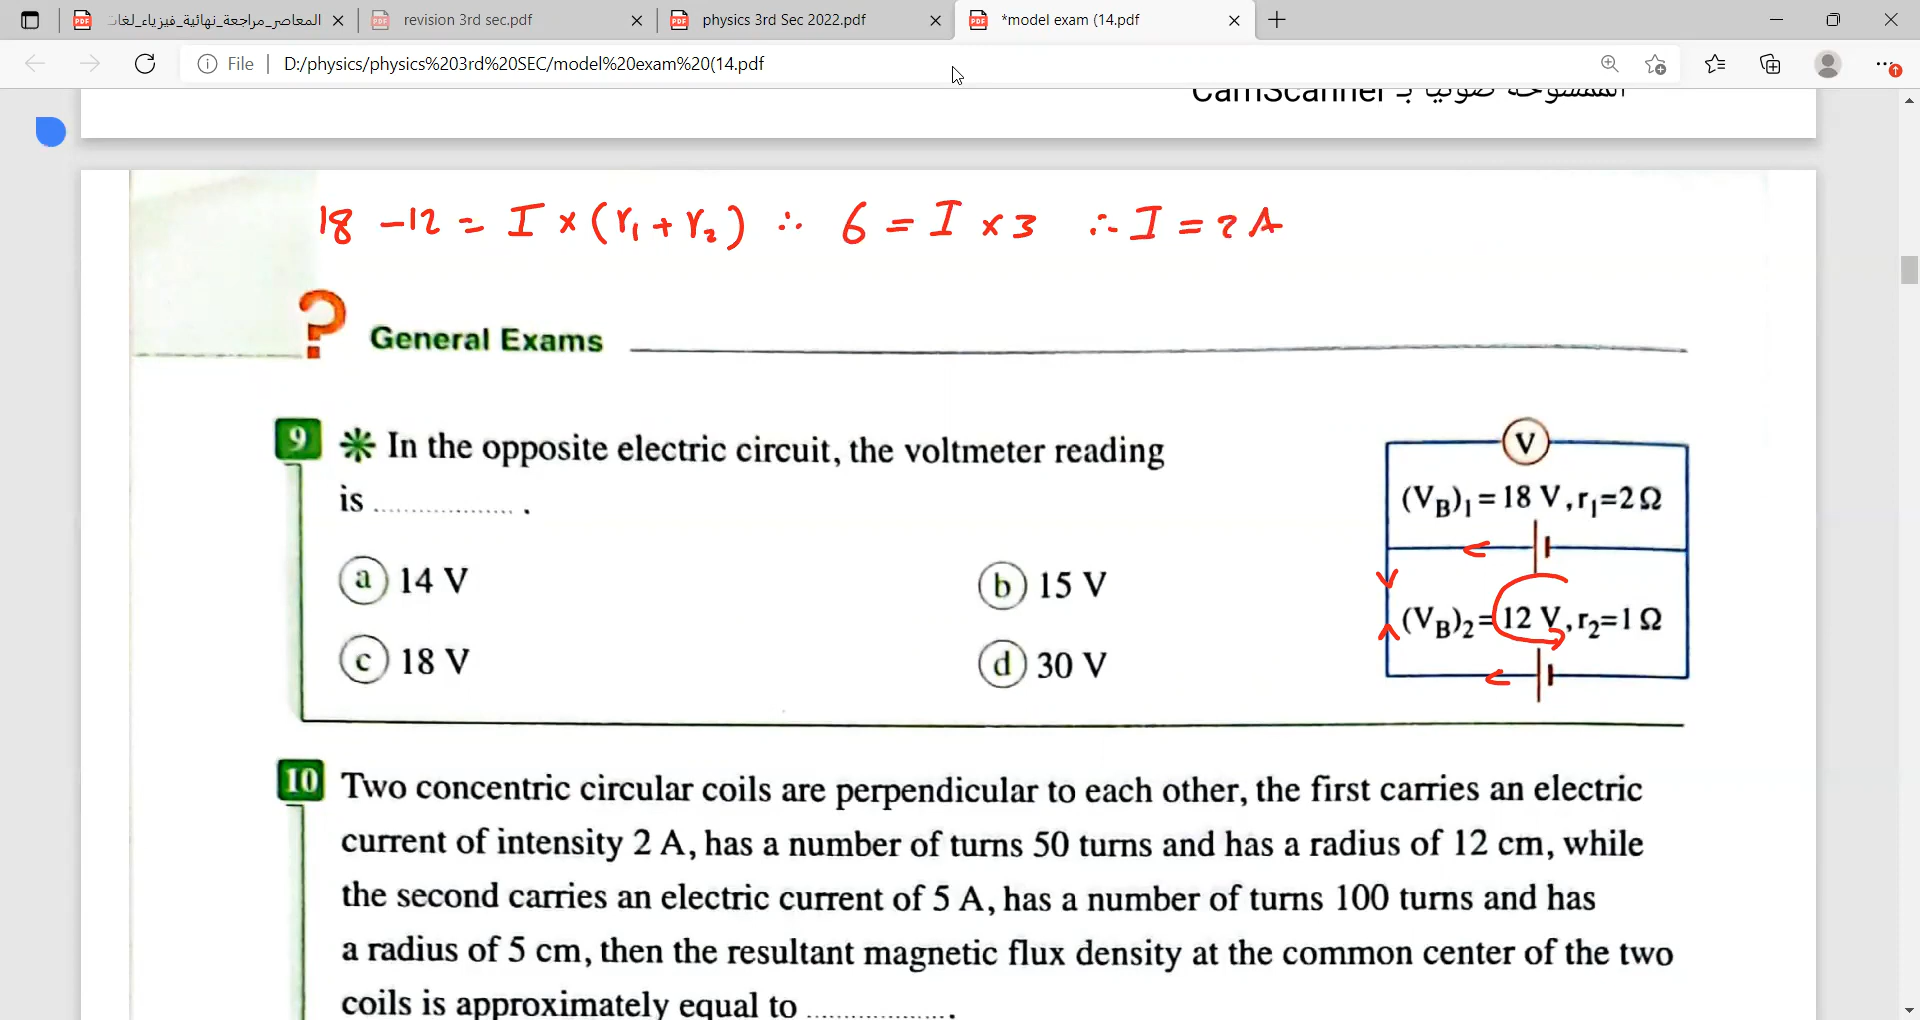 المعاصر_مراجعة_نهائية_فيزياء_لغات
revision 3rd sec.pdf
physics 3rd Sec 2022.pdf
*model exam (14.pdf
File
D:/physics/physics%203rd%20SEC/model%20exam%20(14.pdf
الممسوحة ضوئيا بـ CamScanner
18 - 12 = I × (r₁ + r₂) ∴ 6 = I × 3 ∴ I = 2 A
? General Exams
9 ✱ In the opposite electric circuit, the voltmeter reading
is ................ .
a 14 V
b 15 V
c 18 V
d 30 V
V
(V_B)₁ = 18 V , r₁=2 Ω
(V_B)₂= 12 V , r₂=1 Ω
10 Two concentric circular coils are perpendicular to each other, the first carries an electric
current of intensity 2 A, has a number of turns 50 turns and has a radius of 12 cm, while
the second carries an electric current of 5 A, has a number of turns 100 turns and has
a radius of 5 cm, then the resultant magnetic flux density at the common center of the two
coils is approximately equal to ................ .